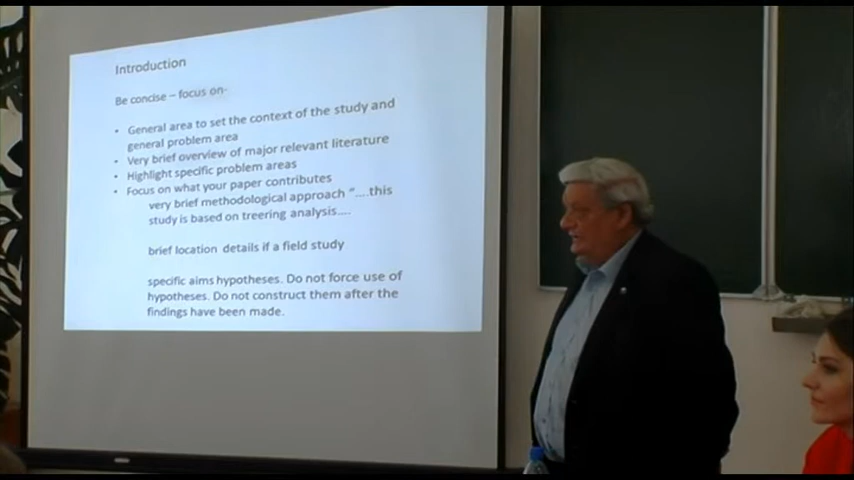 Introduction
Be concise – focus on-
• General area to set the context of the study and
general problem area
• Very brief overview of major relevant literature
• Highlight specific problem areas
• Focus on what your paper contributes
very brief methodological approach "....this
study is based on treering analysis....
brief location details if a field study
specific aims hypotheses. Do not force use of
hypotheses. Do not construct them after the
findings have been made.